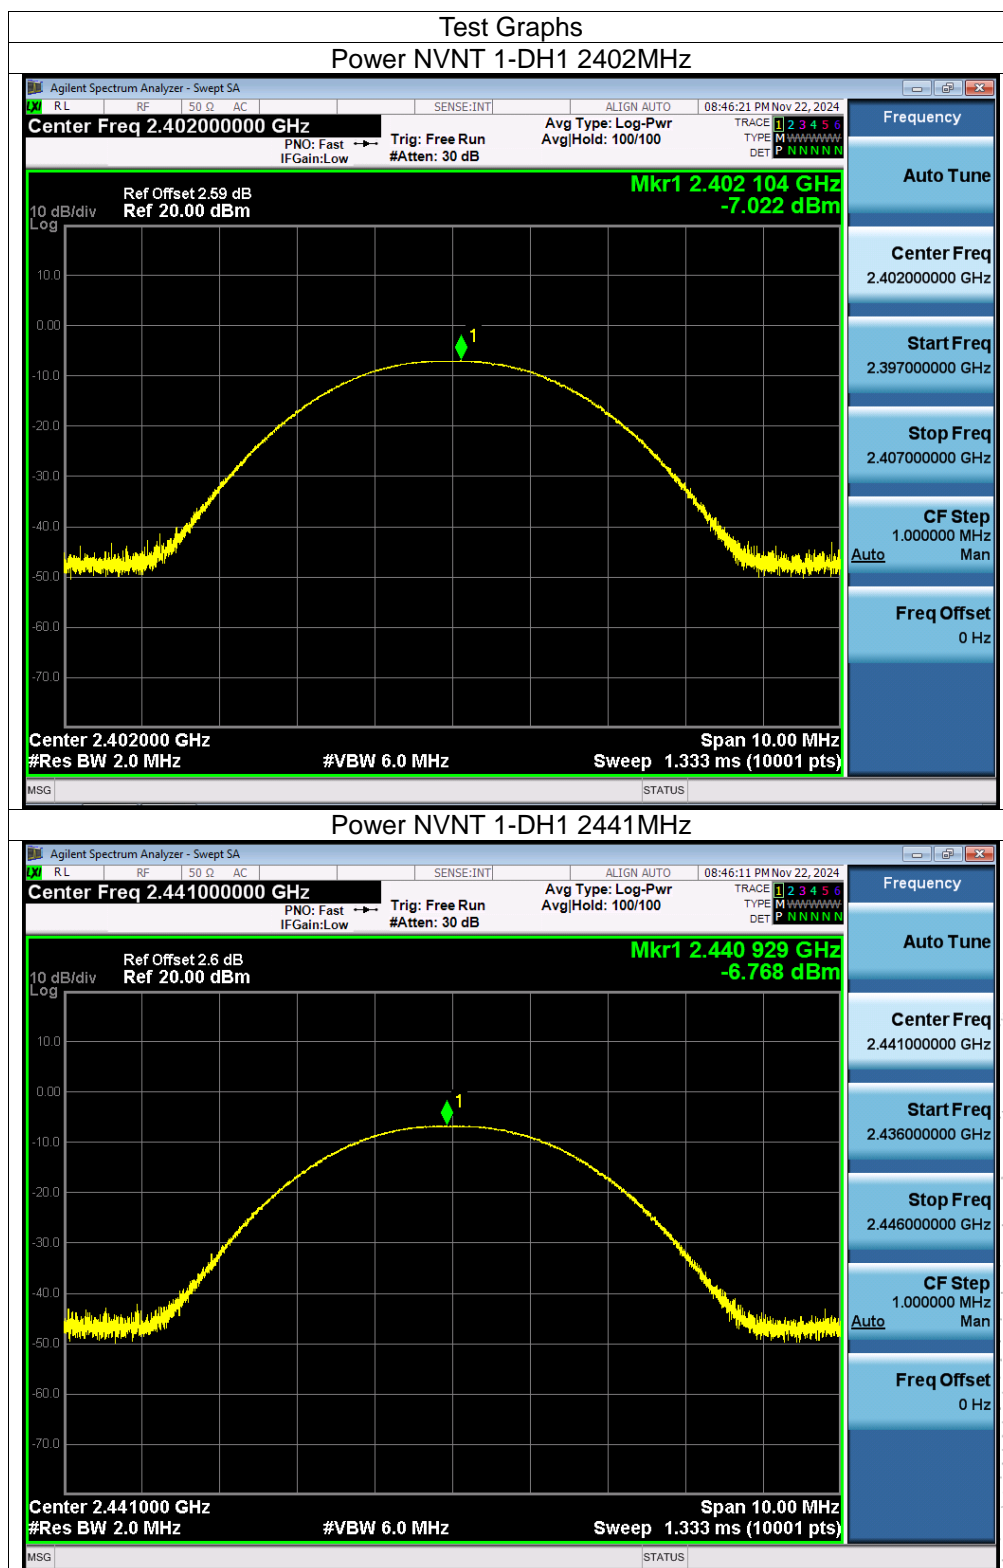 Test Graphs
Power NVNT 1-DH1 2402MHz
Agilent Spectrum Analyzer - Swept SA
LXI RL RF 50 Ω AC SENSE:INT ALIGN AUTO 08:46:21 PM Nov 22, 2024
Center Freq 2.402000000 GHz
PNO: Fast
IFGain:Low
Trig: Free Run
#Atten: 30 dB
Avg Type: Log-Pwr
Avg|Hold: 100/100
TRACE 1 2 3 4 5 6
TYPE M WWWWW
DET P N N N N N
Frequency
Auto Tune
Center Freq
2.402000000 GHz
Start Freq
2.397000000 GHz
Stop Freq
2.407000000 GHz
CF Step
1.000000 MHz
Auto Man
Freq Offset
0 Hz
Mkr1 2.402 104 GHz
-7.022 dBm
Ref Offset 2.59 dB
10 dB/div Ref 20.00 dBm
Log
10.0
0.00
-10.0
-20.0
-30.0
-40.0
-50.0
-60.0
-70.0
1
Center 2.402000 GHz Span 10.00 MHz
#Res BW 2.0 MHz #VBW 6.0 MHz Sweep 1.333 ms (10001 pts)
MSG STATUS
Power NVNT 1-DH1 2441MHz
Agilent Spectrum Analyzer - Swept SA
LXI RL RF 50 Ω AC SENSE:INT ALIGN AUTO 08:46:11 PM Nov 22, 2024
Center Freq 2.441000000 GHz
PNO: Fast
IFGain:Low
Trig: Free Run
#Atten: 30 dB
Avg Type: Log-Pwr
Avg|Hold: 100/100
TRACE 1 2 3 4 5 6
TYPE M WWWWW
DET P N N N N N
Frequency
Auto Tune
Center Freq
2.441000000 GHz
Start Freq
2.436000000 GHz
Stop Freq
2.446000000 GHz
CF Step
1.000000 MHz
Auto Man
Freq Offset
0 Hz
Mkr1 2.440 929 GHz
-6.768 dBm
Ref Offset 2.6 dB
10 dB/div Ref 20.00 dBm
Log
10.0
0.00
-10.0
-20.0
-30.0
-40.0
-50.0
-60.0
-70.0
1
Center 2.441000 GHz Span 10.00 MHz
#Res BW 2.0 MHz #VBW 6.0 MHz Sweep 1.333 ms (10001 pts)
MSG STATUS